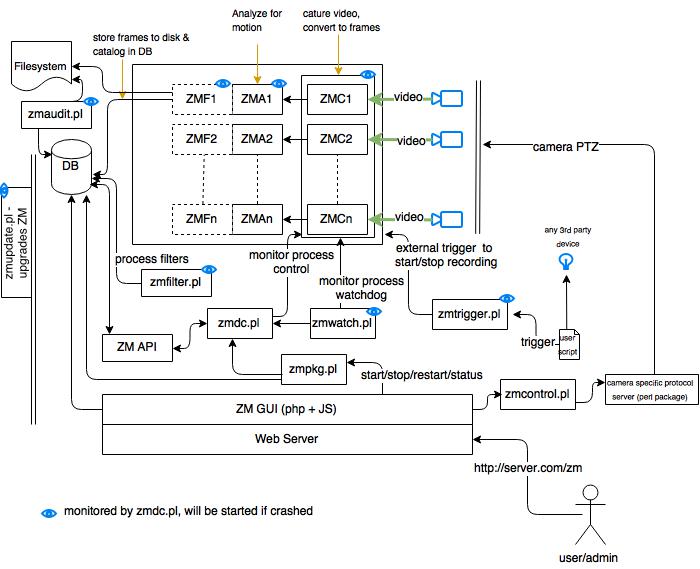 Analyze for
motion
cature video,
convert to frames
store frames to disk &
catalog in DB
Filesystem
zmaudit.pl
DB
ZMF1
ZMA1
ZMC1
video
ZMF2
ZMA2
ZMC2
video
camera PTZ
ZMFn
ZMAn
ZMCn
video
zmupdate.pl -
upgrades ZM
process filters
zmfilter.pl
monitor process
control
external trigger to
start/stop recording
any 3rd party
device
monitor process
watchdog
zmdc.pl
zmwatch.pl
zmtrigger.pl
trigger
user
script
ZM API
zmpkg.pl
start/stop/restart/status
zmcontrol.pl
camera specific protocol
server (perl package)
ZM GUI (php + JS)
Web Server
http://server.com/zm
monitored by zmdc.pl, will be started if crashed
user/admin